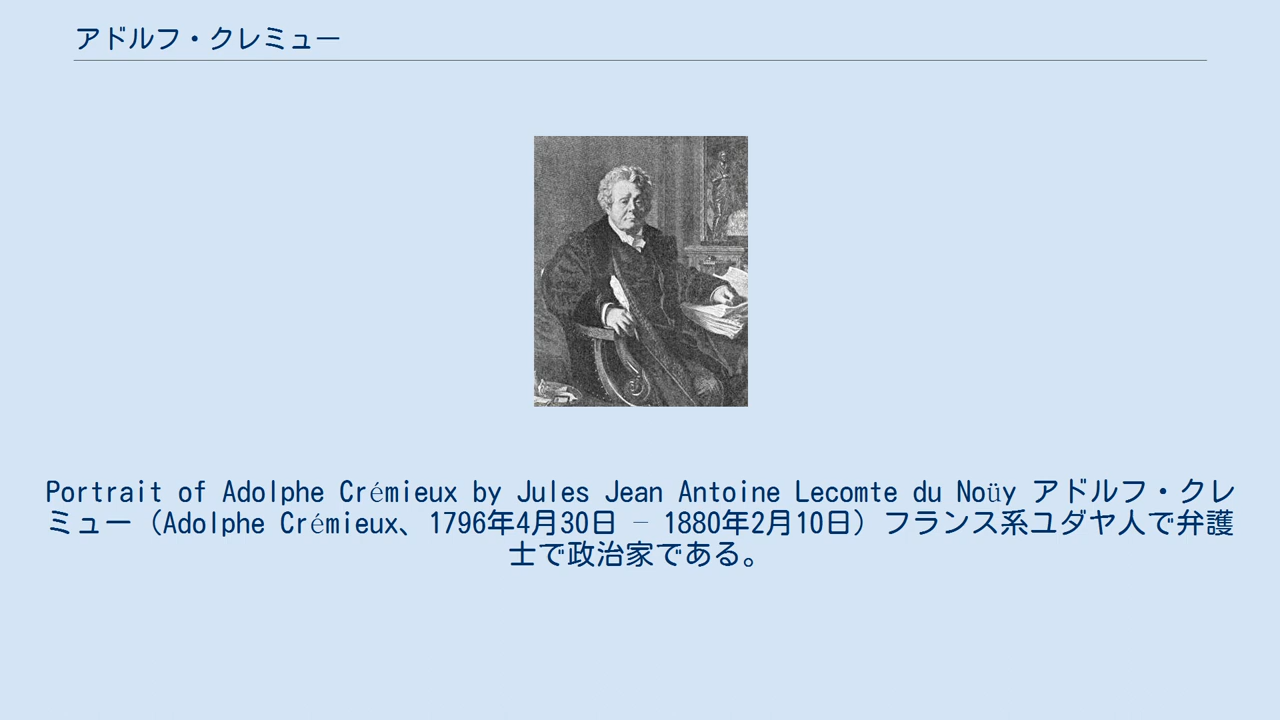 アドルフ・クレミュー
Portrait of Adolphe Crémieux by Jules Jean Antoine Lecomte du Noüy アドルフ・クレ
ミュー（Adolphe Crémieux、1796年4月30日 – 1880年2月10日）フランス系ユダヤ人で弁護
士で政治家である。